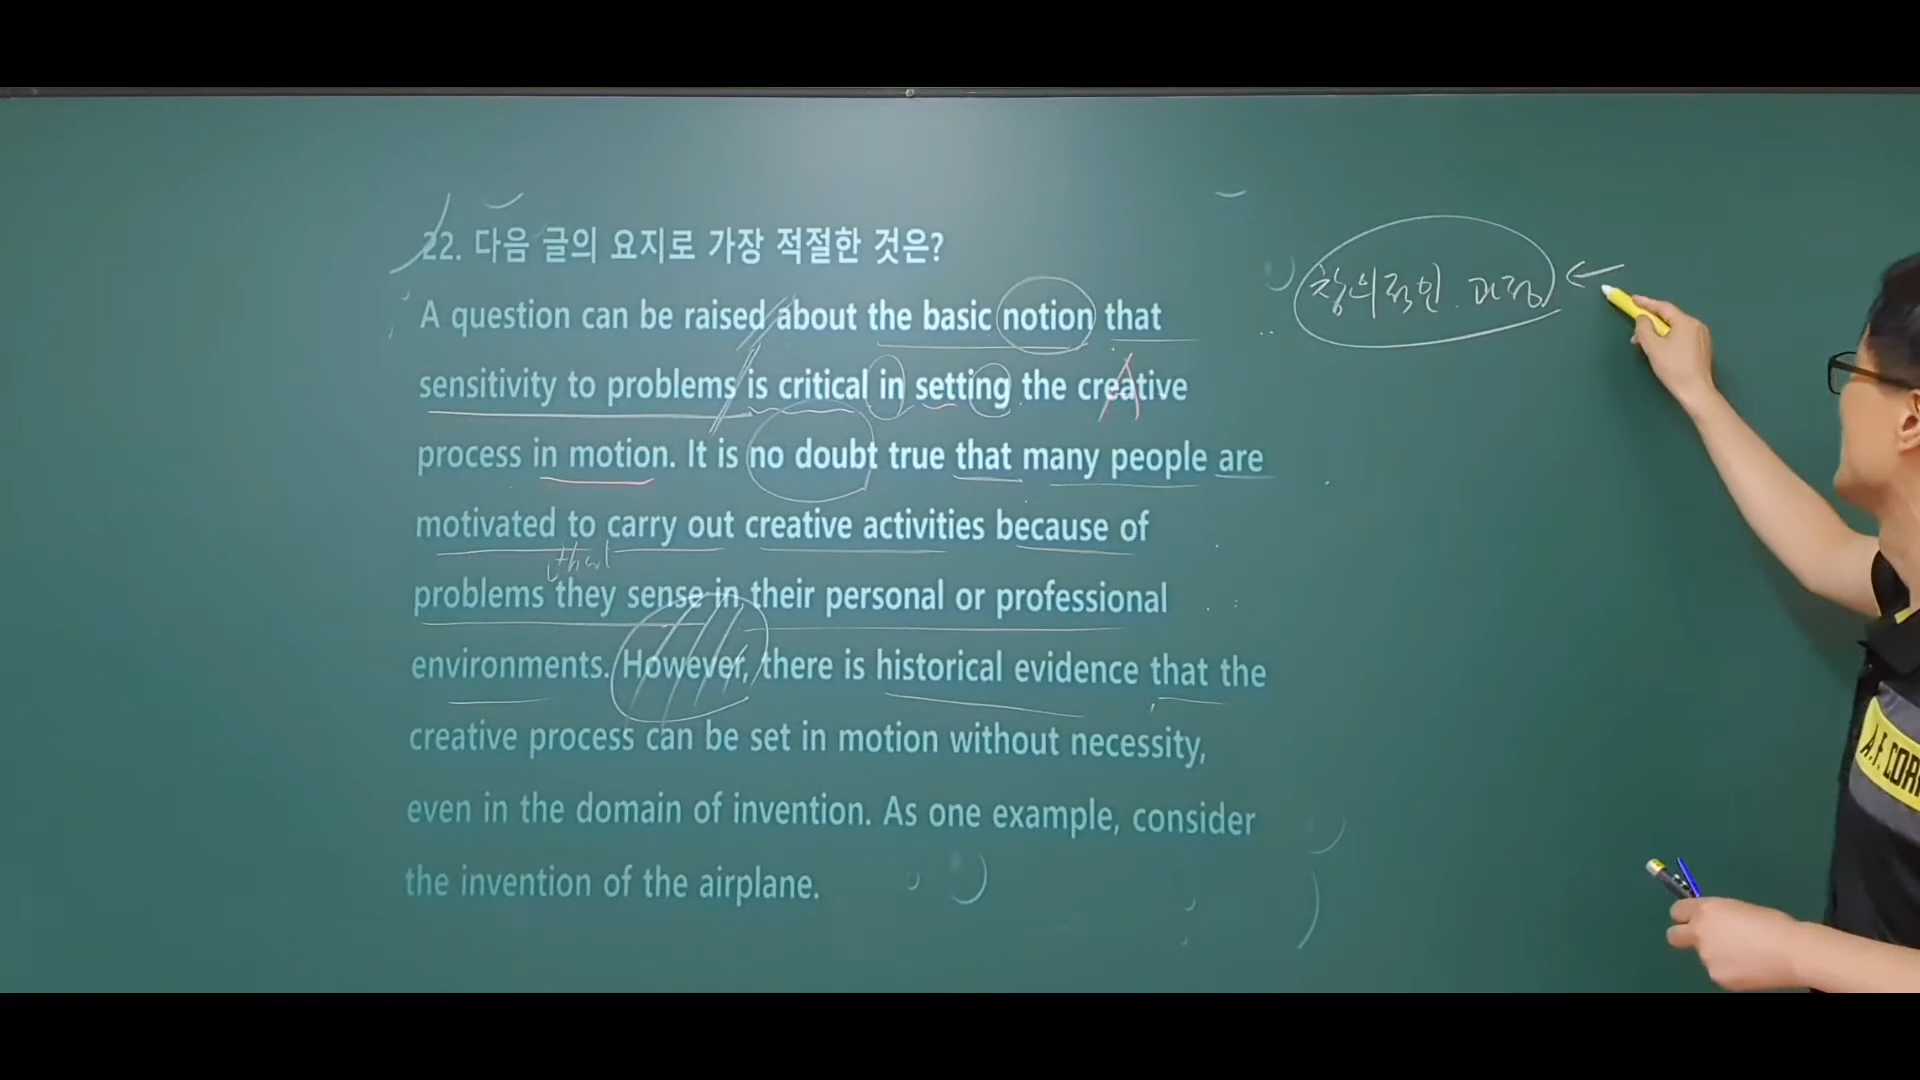 22. 다음 글의 요지로 가장 적절한 것은?
A question can be raised about the basic notion that
sensitivity to problems is critical in setting the creative
A
process in motion. It is no doubt true that many people are
motivated to carry out creative activities because of
that
problems they sense in their personal or professional
environments. However, there is historical evidence that the
creative process can be set in motion without necessity,
even in the domain of invention. As one example, consider
the invention of the airplane.
창의적인 과정
A.F. COR